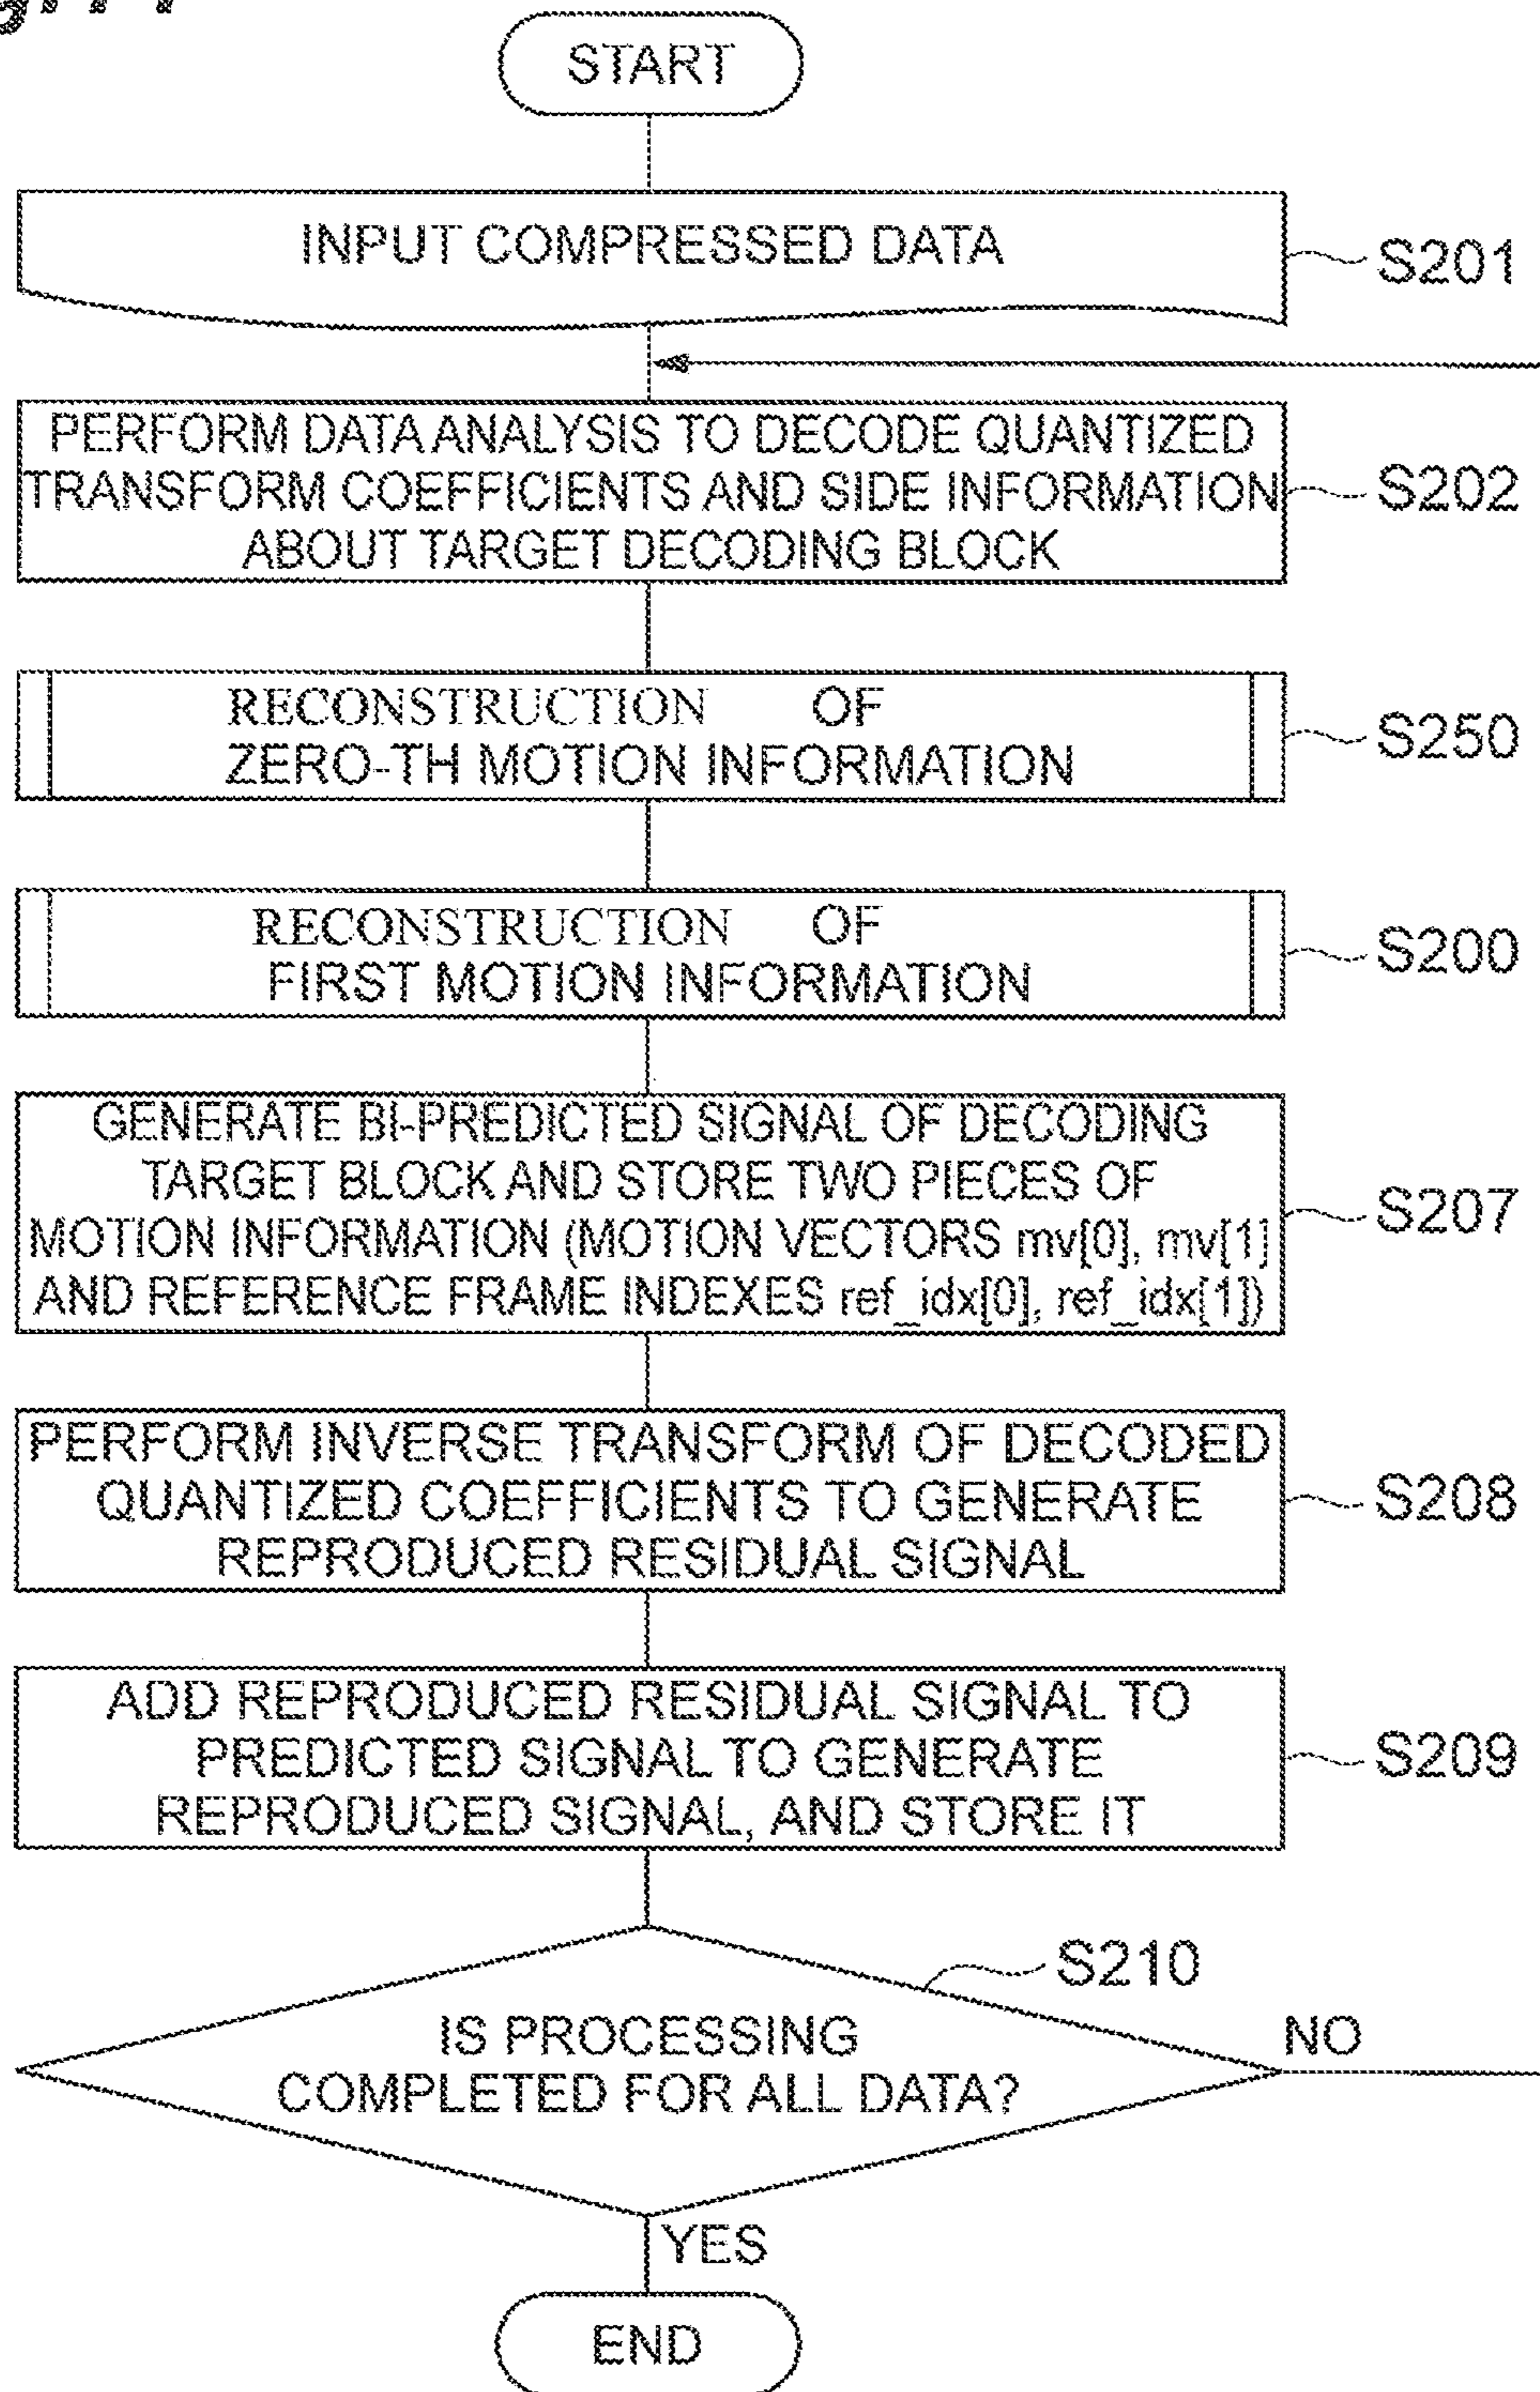 START
INPUT COMPRESSED DATA
S201
PERFORM DATA ANALYSIS TO DECODE QUANTIZED
TRANSFORM COEFFICIENTS AND SIDE INFORMATION
ABOUT TARGET DECODING BLOCK
S202
RECONSTRUCTION OF
ZERO-TH MOTION INFORMATION
S250
RECONSTRUCTION OF
FIRST MOTION INFORMATION
S200
GENERATE BI-PREDICTED SIGNAL OF DECODING
TARGET BLOCK AND STORE TWO PIECES OF
MOTION INFORMATION (MOTION VECTORS mv[0], mv[1]
AND REFERENCE FRAME INDEXES ref_idx[0], ref_idx[1])
S207
PERFORM INVERSE TRANSFORM OF DECODED
QUANTIZED COEFFICIENTS TO GENERATE
REPRODUCED RESIDUAL SIGNAL
S208
ADD REPRODUCED RESIDUAL SIGNAL TO
PREDICTED SIGNAL TO GENERATE
REPRODUCED SIGNAL, AND STORE IT
S209
S210
IS PROCESSING
COMPLETED FOR ALL DATA?
NO
YES
END